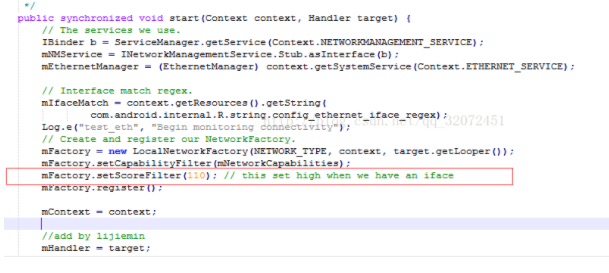 */
public synchronized void start(Context context, Handler target) {
// The services we use.
IBinder b = ServiceManager.getService(Context.NETWORKMANAGEMENT_SERVICE);
mNMService = INetworkManagementService.Stub.asInterface(b);
mEthernetManager = (EthernetManager) context.getSystemService(Context.ETHERNET_SERVICE);
// Interface match regex.
mIfaceMatch = context.getResources().getString(
com.android.internal.R.string.config_ethernet_iface_regex);
Log.e("test_eth", "Begin monitoring connectivity");
// Create and register our NetworkFactory.
mFactory = new LocalNetworkFactory(NETWORK_TYPE, context, target.getLooper());
mFactory.setCapabilityFilter(mNetworkCapabilities);
mFactory.setScoreFilter(110); // this set high when we have an iface
mFactory.register();
mContext = context;
//add by lijiemin
mHandler = target;